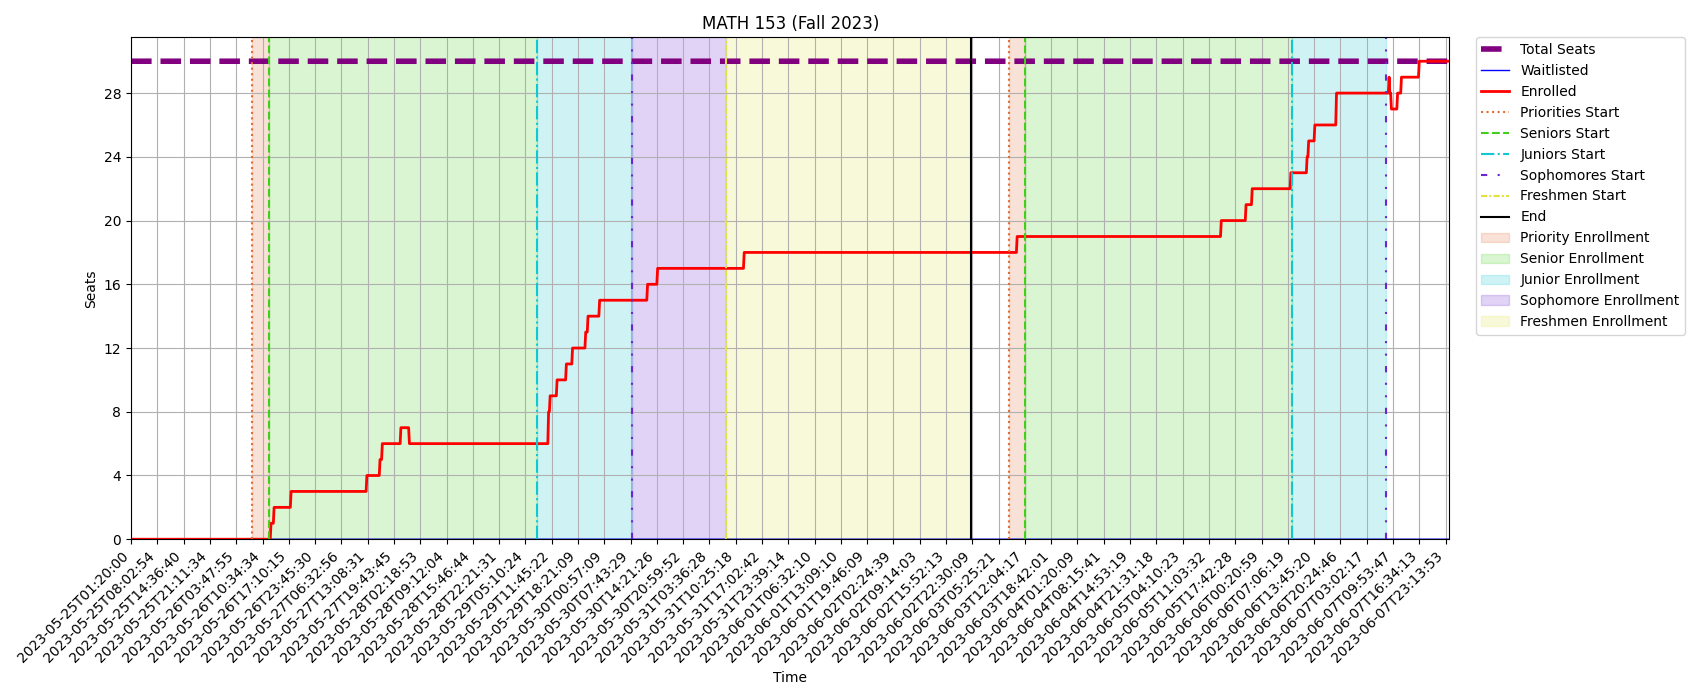 MATH 153 (Fall 2023)
Seats
28
24
20
16
12
8
4
0
2023-05-25T01:20:00
2023-05-25T08:02:54
2023-05-25T14:36:40
2023-05-25T21:11:34
2023-05-26T03:47:55
2023-05-26T10:34:34
2023-05-26T17:10:15
2023-05-26T23:45:30
2023-05-27T06:32:56
2023-05-27T13:08:31
2023-05-27T19:43:45
2023-05-28T02:18:53
2023-05-28T09:12:04
2023-05-28T15:46:44
2023-05-28T22:21:31
2023-05-29T05:10:24
2023-05-29T11:45:22
2023-05-29T18:21:09
2023-05-30T00:57:09
2023-05-30T07:43:29
2023-05-30T14:21:26
2023-05-30T20:59:52
2023-05-31T03:36:28
2023-05-31T10:25:18
2023-05-31T17:02:42
2023-05-31T23:39:14
2023-06-01T06:32:10
2023-06-01T13:09:10
2023-06-01T19:46:09
2023-06-02T02:24:39
2023-06-02T09:14:03
2023-06-02T15:52:13
2023-06-02T22:30:09
2023-06-03T05:25:21
2023-06-03T12:04:17
2023-06-03T18:42:01
2023-06-04T01:20:09
2023-06-04T08:15:41
2023-06-04T14:53:19
2023-06-04T21:31:18
2023-06-05T04:10:23
2023-06-05T11:03:32
2023-06-05T17:42:28
2023-06-06T00:20:59
2023-06-06T07:06:19
2023-06-06T13:45:20
2023-06-06T20:24:46
2023-06-07T03:02:17
2023-06-07T09:53:47
2023-06-07T16:34:13
2023-06-07T23:13:53
Time
Total Seats
Waitlisted
Enrolled
Priorities Start
Seniors Start
Juniors Start
Sophomores Start
Freshmen Start
End
Priority Enrollment
Senior Enrollment
Junior Enrollment
Sophomore Enrollment
Freshmen Enrollment